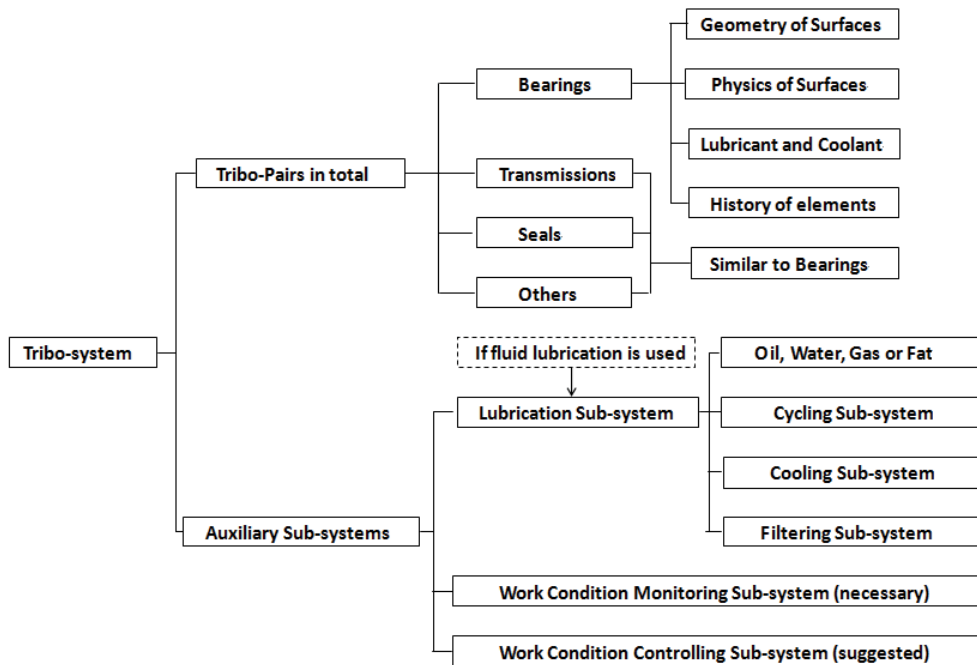 Geometry of Surfaces
Bearings
Physics of Surfaces
Lubricant and Coolant
Tribo-Pairs in total
Transmissions
History of elements
Seals
Similar to Bearings
Others
Tribo-system
If fluid lubrication is used
Oil, Water, Gas or Fat
Lubrication Sub-system
Cycling Sub-system
Cooling Sub-system
Auxiliary Sub-systems
Filtering Sub-system
Work Condition Monitoring Sub-system (necessary)
Work Condition Controlling Sub-system (suggested)